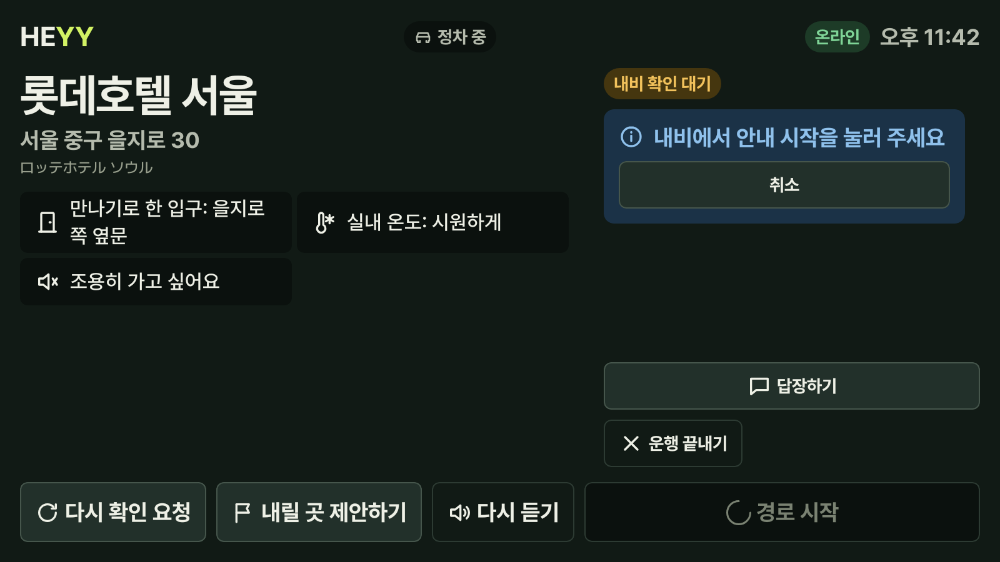 HEYY
정차 중
온라인
오후 11:42
롯데호텔 서울
서울 중구 을지로 30
ロッテホテル ソウル
만나기로 한 입구: 을지로
쪽 옆문
실내 온도: 시원하게
조용히 가고 싶어요
내비 확인 대기
내비에서 안내 시작을 눌러 주세요
취소
답장하기
운행 끝내기
다시 확인 요청
내릴 곳 제안하기
다시 듣기
경로 시작